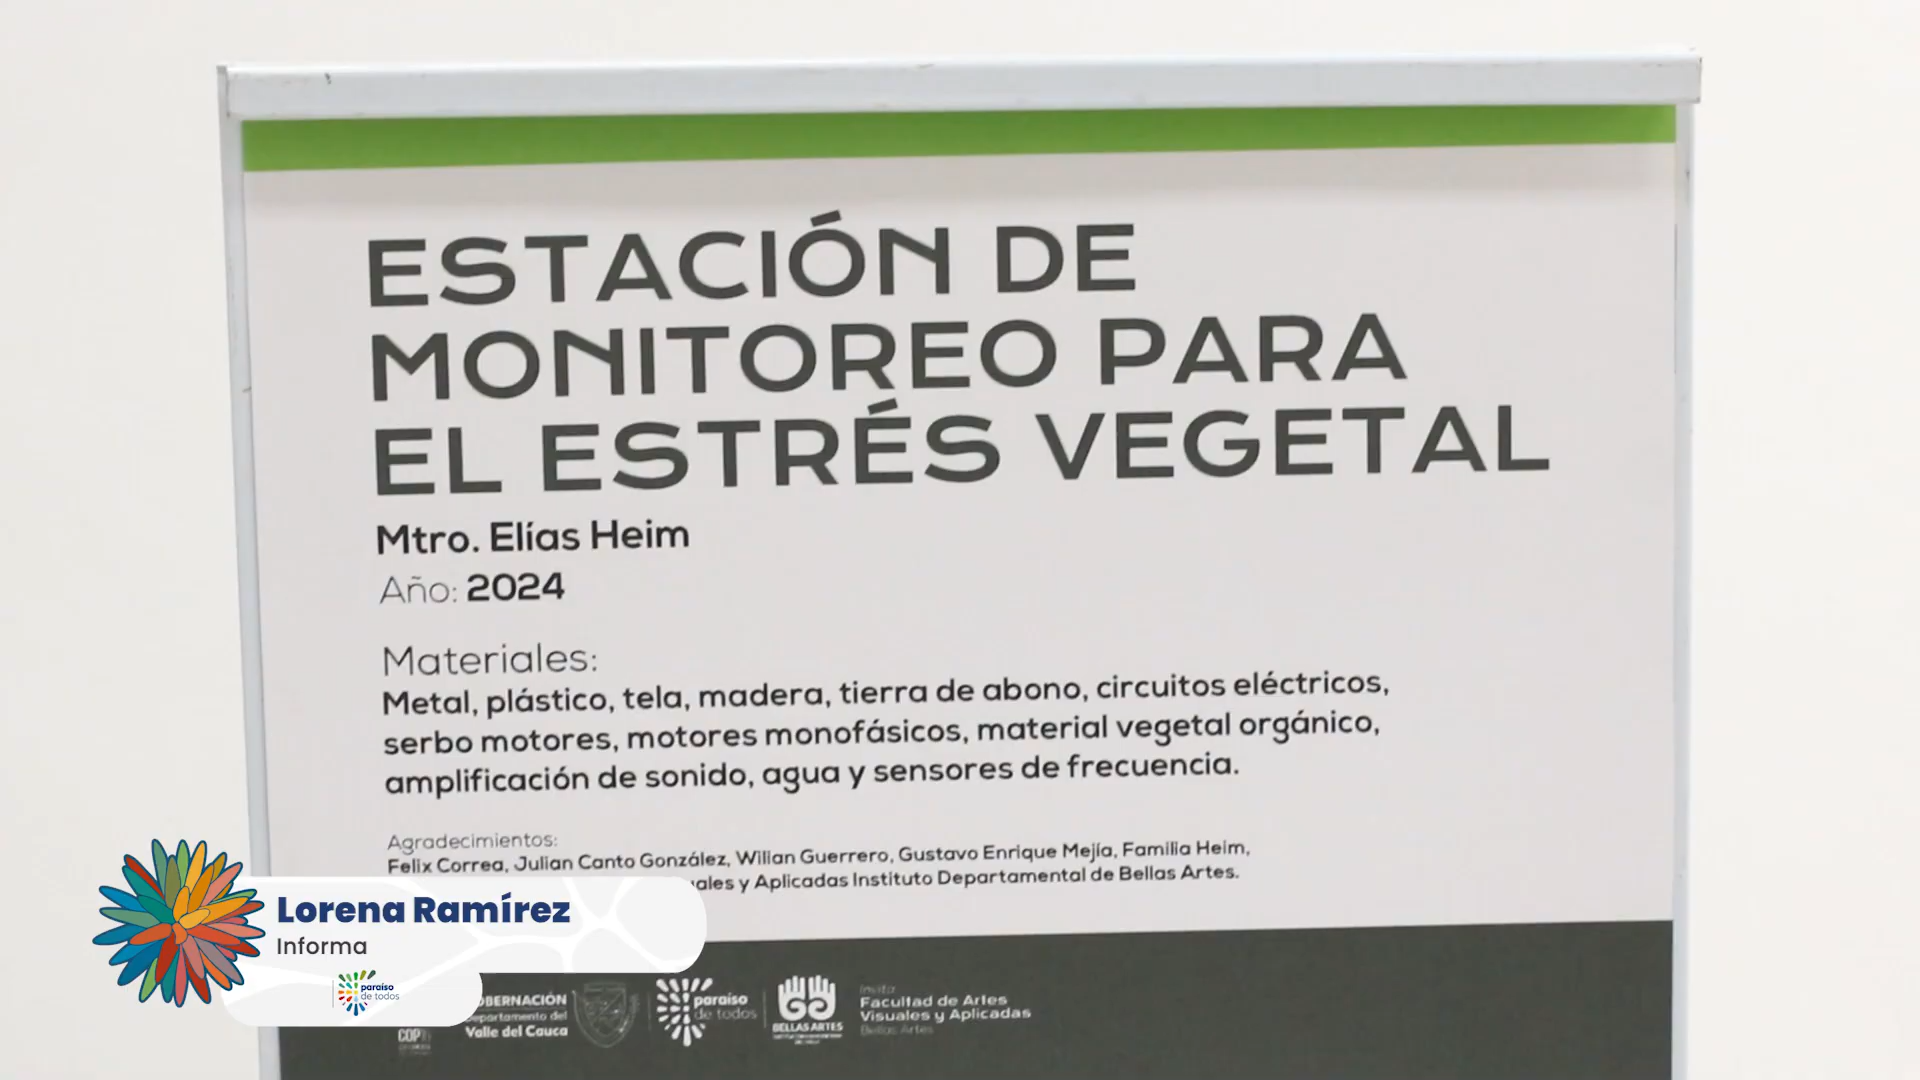 ESTACIÓN DE
MONITOREO PARA
EL ESTRÉS VEGETAL
Mtro. Elías Heim
Año: 2024
Materiales:
Metal, plástico, tela, madera, tierra de abono, circuitos eléctricos,
serbo motores, motores monofásicos, material vegetal orgánico,
amplificación de sonido, agua y sensores de frecuencia.
Agradecimientos:
Felix Correa, Julian Canto González, Wilian Guerrero, Gustavo Enrique Mejía, Familia Heim,
y Aplicadas Instituto Departamental de Bellas Artes.
Lorena Ramírez
Informa
paraíso
de todos
COP
Departamento del
Valle del Cauca
paraíso
de todos
BELLAS ARTES
Invita:
Facultad de Artes
Visuales y Aplicadas
Bellas Artes